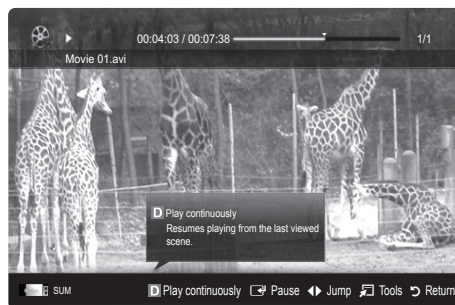 00:04:03 / 00:07:38 1/1
Movie 01.avi
D Play continuously
Resumes playing from the last viewed
scene.
SUM D Play continuously Pause Jump Tools Return